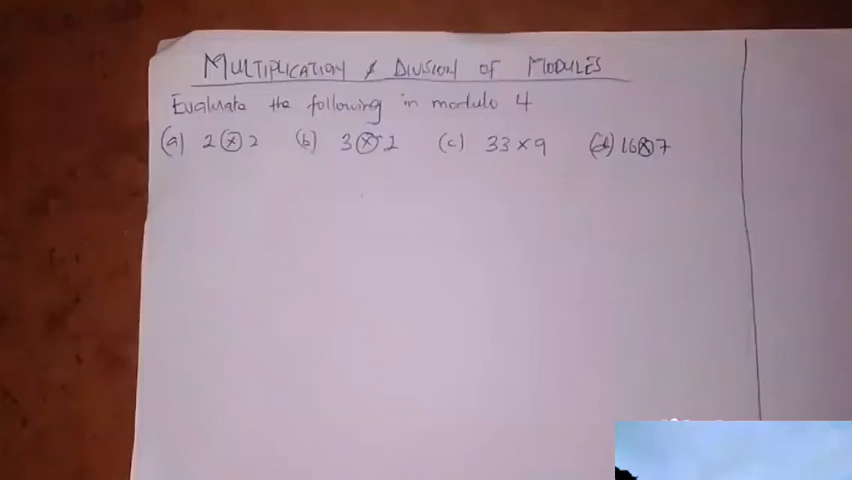 MULTIPLICATION & DIVISION OF MODULES
Evaluate the following in modulo 4
(a) 2 ⊗ 2 (b) 3 ⊗ 2 (c) 33 × 9 (d) 16 ⊗ 7